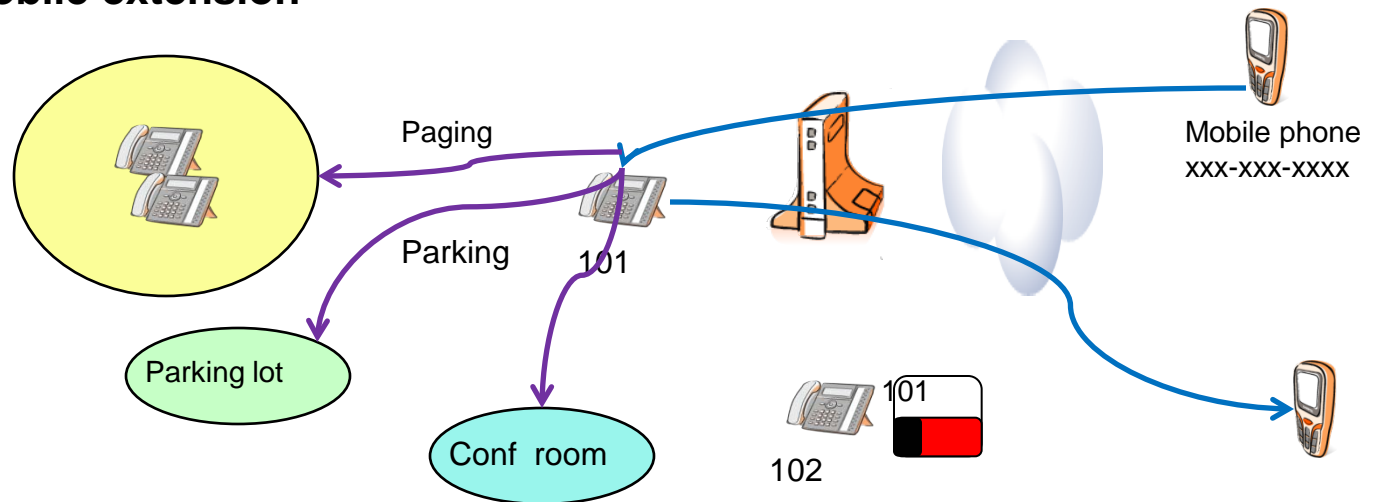 Paging
Mobile phone
xxx-xxx-xxxx
Parking
101
Parking lot
101
Conf room
102